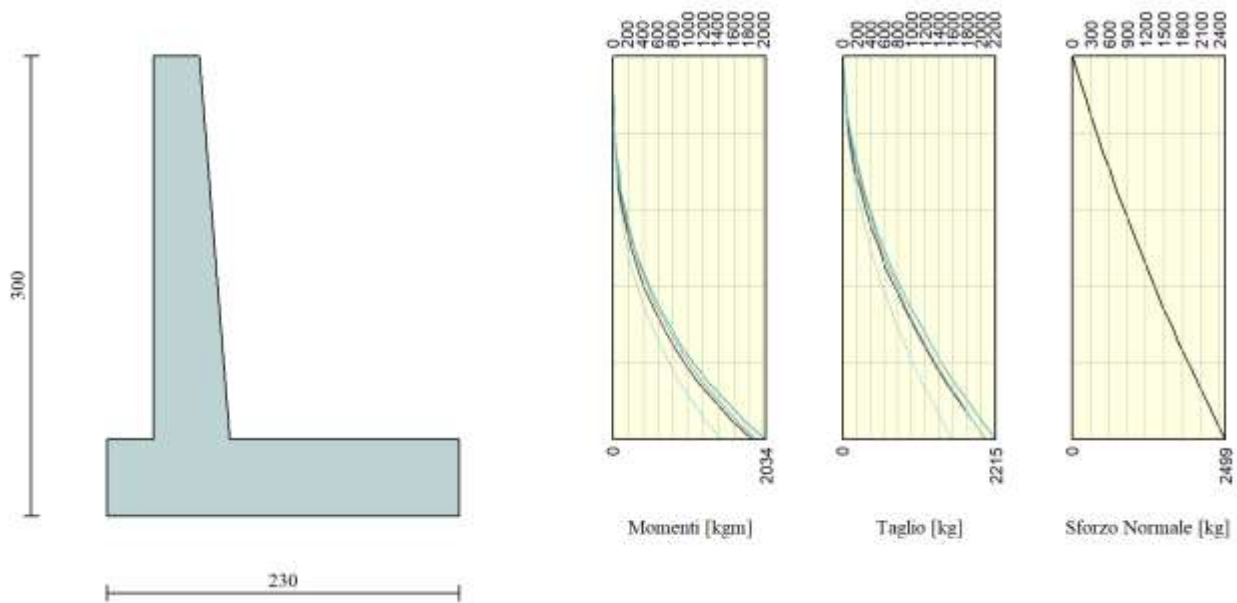 300
230
0 200 400 600 800 1000 1200 1400 1600 1800 2000
0 2034
Momenti [kgm]
0 200 400 600 800 1000 1200 1400 1600 1800 2000 2200
0 2215
Taglio [kg]
0 300 600 900 1200 1500 1800 2100 2400
0 2499
Sforzo Normale [kg]